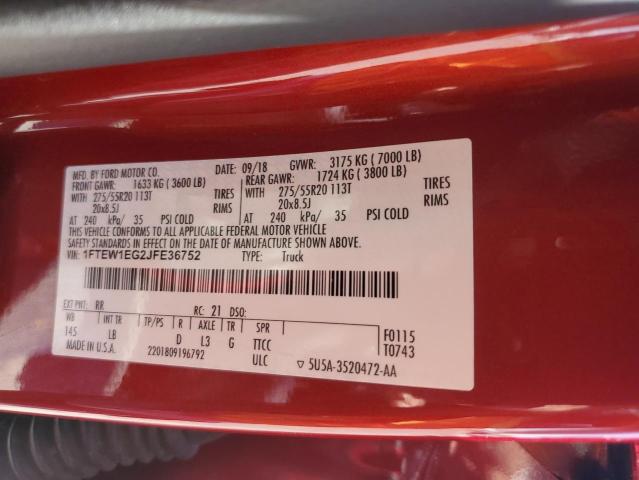 MFD. BY FORD MOTOR CO.
DATE: 09/18 GVWR: 3175 KG (7000 LB)
FRONT GAWR: 1633 KG (3600 LB) REAR GAWR: 1724 KG (3800 LB)
WITH 275/55R20 113T TIRES 275/55R20 113T TIRES
20x8.5J RIMS WITH 20x8.5J RIMS
AT 240 kPa/ 35 PSI COLD AT 240 kPa/ 35 PSI COLD
THIS VEHICLE CONFORMS TO ALL APPLICABLE FEDERAL MOTOR VEHICLE
SAFETY STANDARDS IN EFFECT ON THE DATE OF MANUFACTURE SHOWN ABOVE.
VIN: 1FTEW1EG2JFE36752 TYPE: Truck
EXT PNT: RR RC: 21 DSO:
WB INT TR TP/PS R AXLE TR SPR F0115
145 LB D L3 G TTCC T0743
MADE IN U.S.A. 2201809196792 ULC ▽ 5U5A-3520472-AA